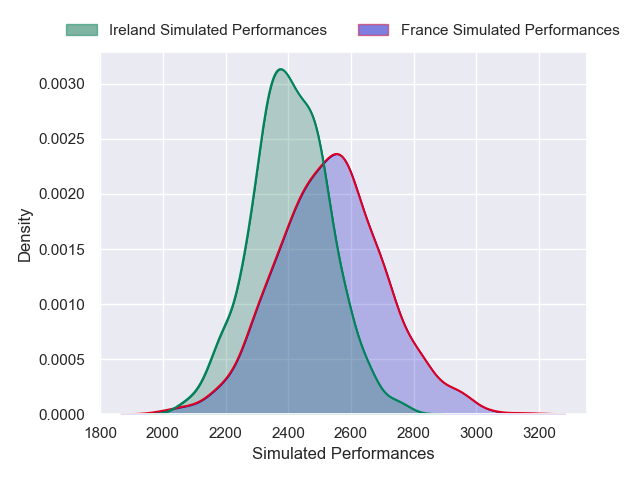 Ireland Simulated Performances France Simulated Performances
0.0030
0.0025
0.0020
0.0015
0.0010
0.0005
0.0000
Density
1800 2000 2200 2400 2600 2800 3000 3200
Simulated Performances